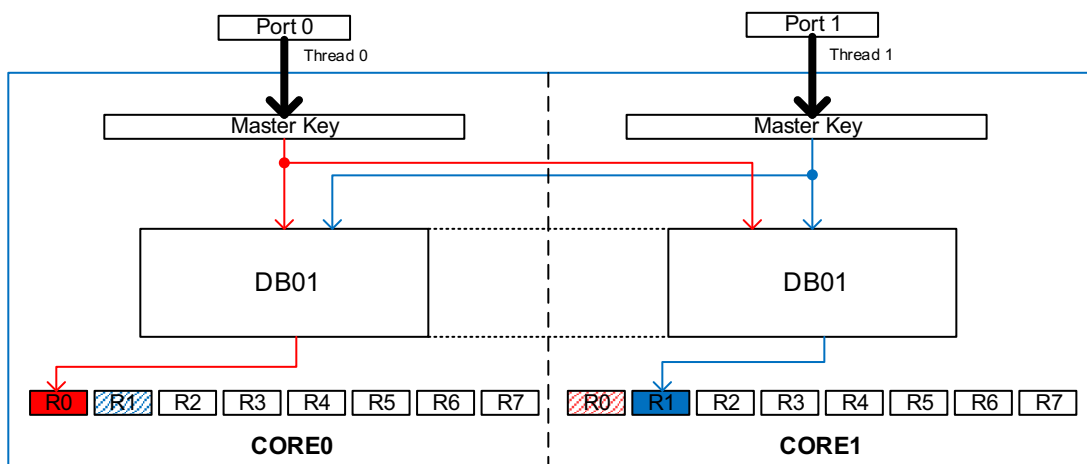 Port 0
Port 1
Thread 0
Thread 1
Master Key
Master Key
DB01
DB01
R0 R1 R2 R3 R4 R5 R6 R7
R0 R1 R2 R3 R4 R5 R6 R7
CORE0
CORE1